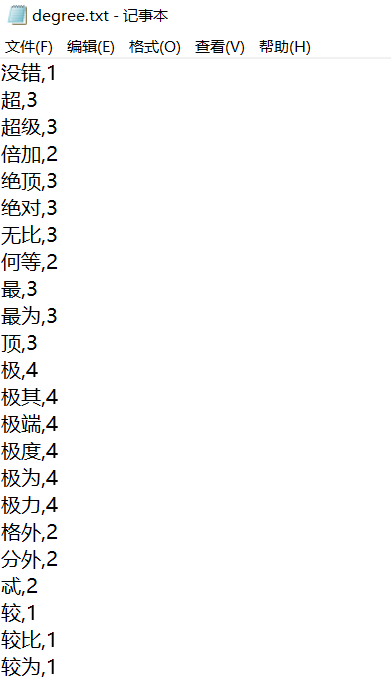 degree.txt - 记事本
文件(F) 编辑(E) 格式(O) 查看(V) 帮助(H)
没错,1
超,3
超级,3
倍加,2
绝顶,3
绝对,3
无比,3
何等,2
最,3
最为,3
顶,3
极,4
极其,4
极端,4
极度,4
极为,4
极力,4
格外,2
分外,2
忒,2
较,1
较比,1
较为,1